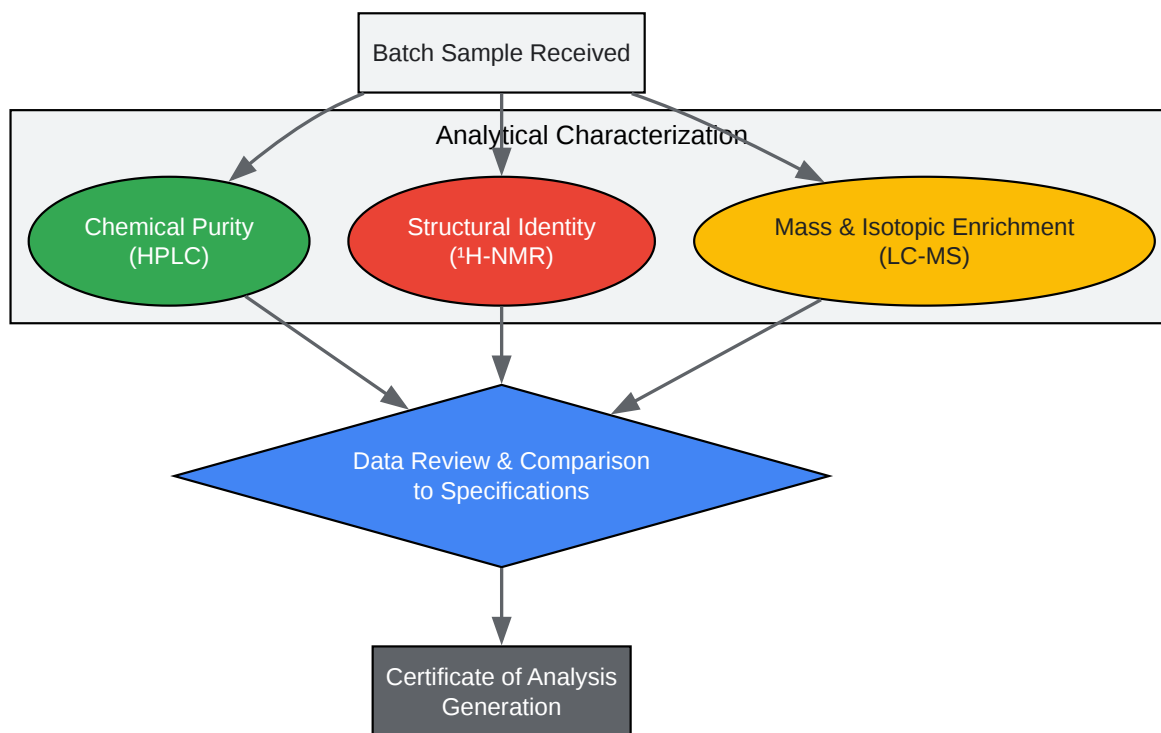 Batch Sample Received
Analytical Characterization
Chemical Purity
(HPLC)
Structural Identity
(¹H-NMR)
Mass & Isotopic Enrichment
(LC-MS)
Data Review & Comparison
to Specifications
Certificate of Analysis
Generation